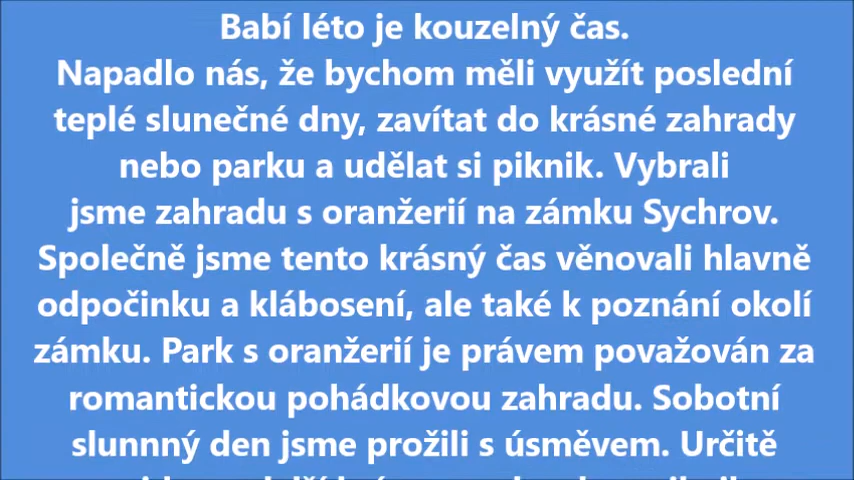 Babí léto je kouzelný čas.
Napadlo nás, že bychom měli využít poslední
teplé slunečné dny, zavítat do krásné zahrady
nebo parku a udělat si piknik. Vybrali
jsme zahradu s oranžerií na zámku Sychrov.
Společně jsme tento krásný čas věnovali hlavně
odpočinku a klábosení, ale také k poznání okolí
zámku. Park s oranžerií je právem považován za
romantickou pohádkovou zahradu. Sobotní
slunnný den jsme prožili s úsměvem. Určitě